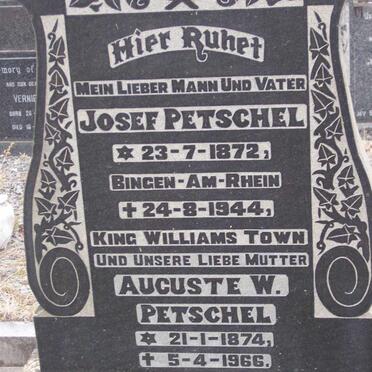 Hier Ruhet
MEIN LIEBER MANN UND VATER
JOSEF PETSCHEL
✡ 23-7-1872,
BINGEN-AM-RHEIN
✝ 24-8-1944,
KING WILLIAMS TOWN
UND UNSERE LIEBE MUTTER
AUGUSTE W.
PETSCHEL
✡ 21-1-1874,
✝ 5-4-1966.